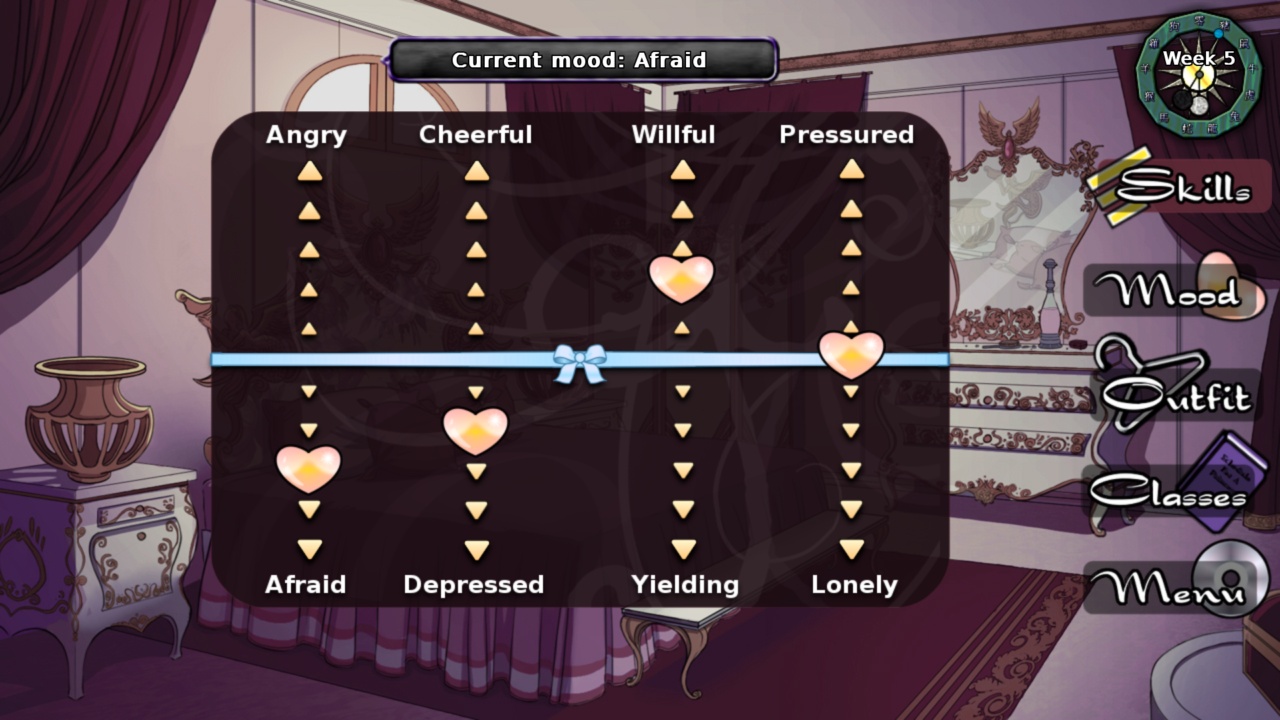 Current mood: Afraid
Week 5
Angry
Cheerful
Willful
Pressured
Skills
Mood
Outfit
Classes
Menu
Afraid
Depressed
Yielding
Lonely